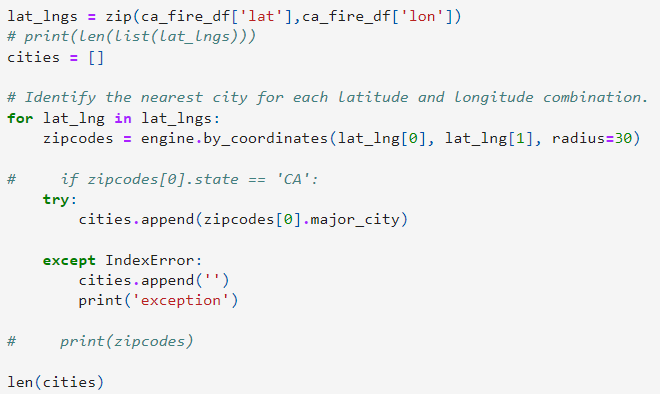 lat_lngs = zip(ca_fire_df['lat'],ca_fire_df['lon'])
# print(len(list(lat_lngs)))
cities = []
# Identify the nearest city for each latitude and longitude combination.
for lat_lng in lat_lngs:
    zipcodes = engine.by_coordinates(lat_lng[0], lat_lng[1], radius=30)
#     if zipcodes[0].state == 'CA':
    try:
        cities.append(zipcodes[0].major_city)
    except IndexError:
        cities.append('')
        print('exception')
#     print(zipcodes)
len(cities)